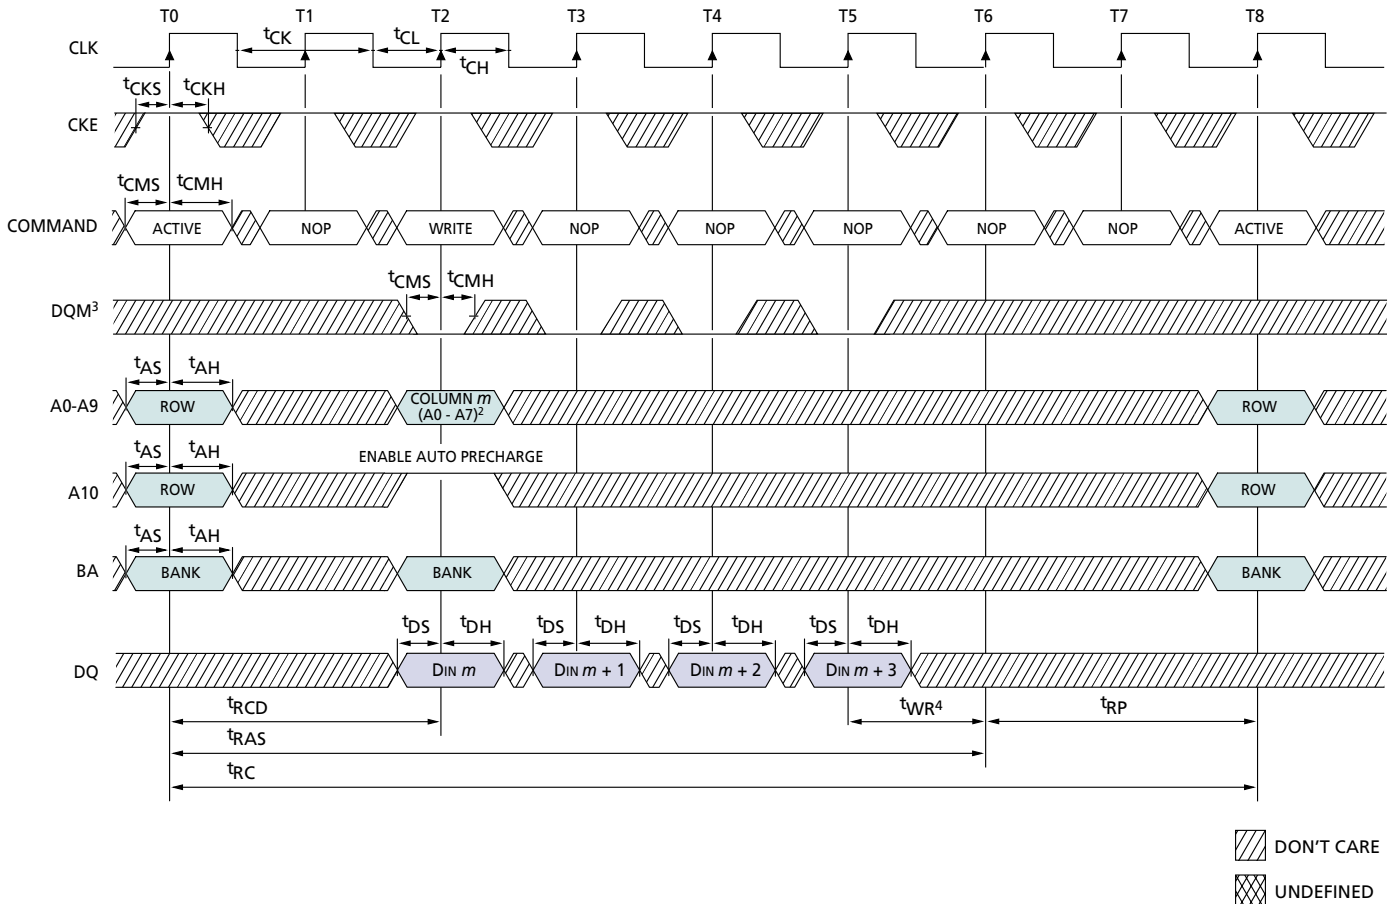 T0 T1 T2 T3 T4 T5 T6 T7 T8
CLK
tCK tCL
tCH
tCKS tCKH
CKE
tCMS tCMH
COMMAND ACTIVE NOP WRITE NOP NOP NOP NOP NOP ACTIVE
tCMS tCMH
DQM3
tAS tAH
A0-A9 ROW COLUMN m ROW
(A0 - A7)2
tAS tAH
ENABLE AUTO PRECHARGE
A10 ROW ROW
tAS tAH
BA BANK BANK BANK
tDS tDH tDS tDH tDS tDH tDS tDH
DQ DIN m DIN m + 1 DIN m + 2 DIN m + 3
tRCD tWR4 tRP
tRAS
tRC
DON'T CARE
UNDEFINED